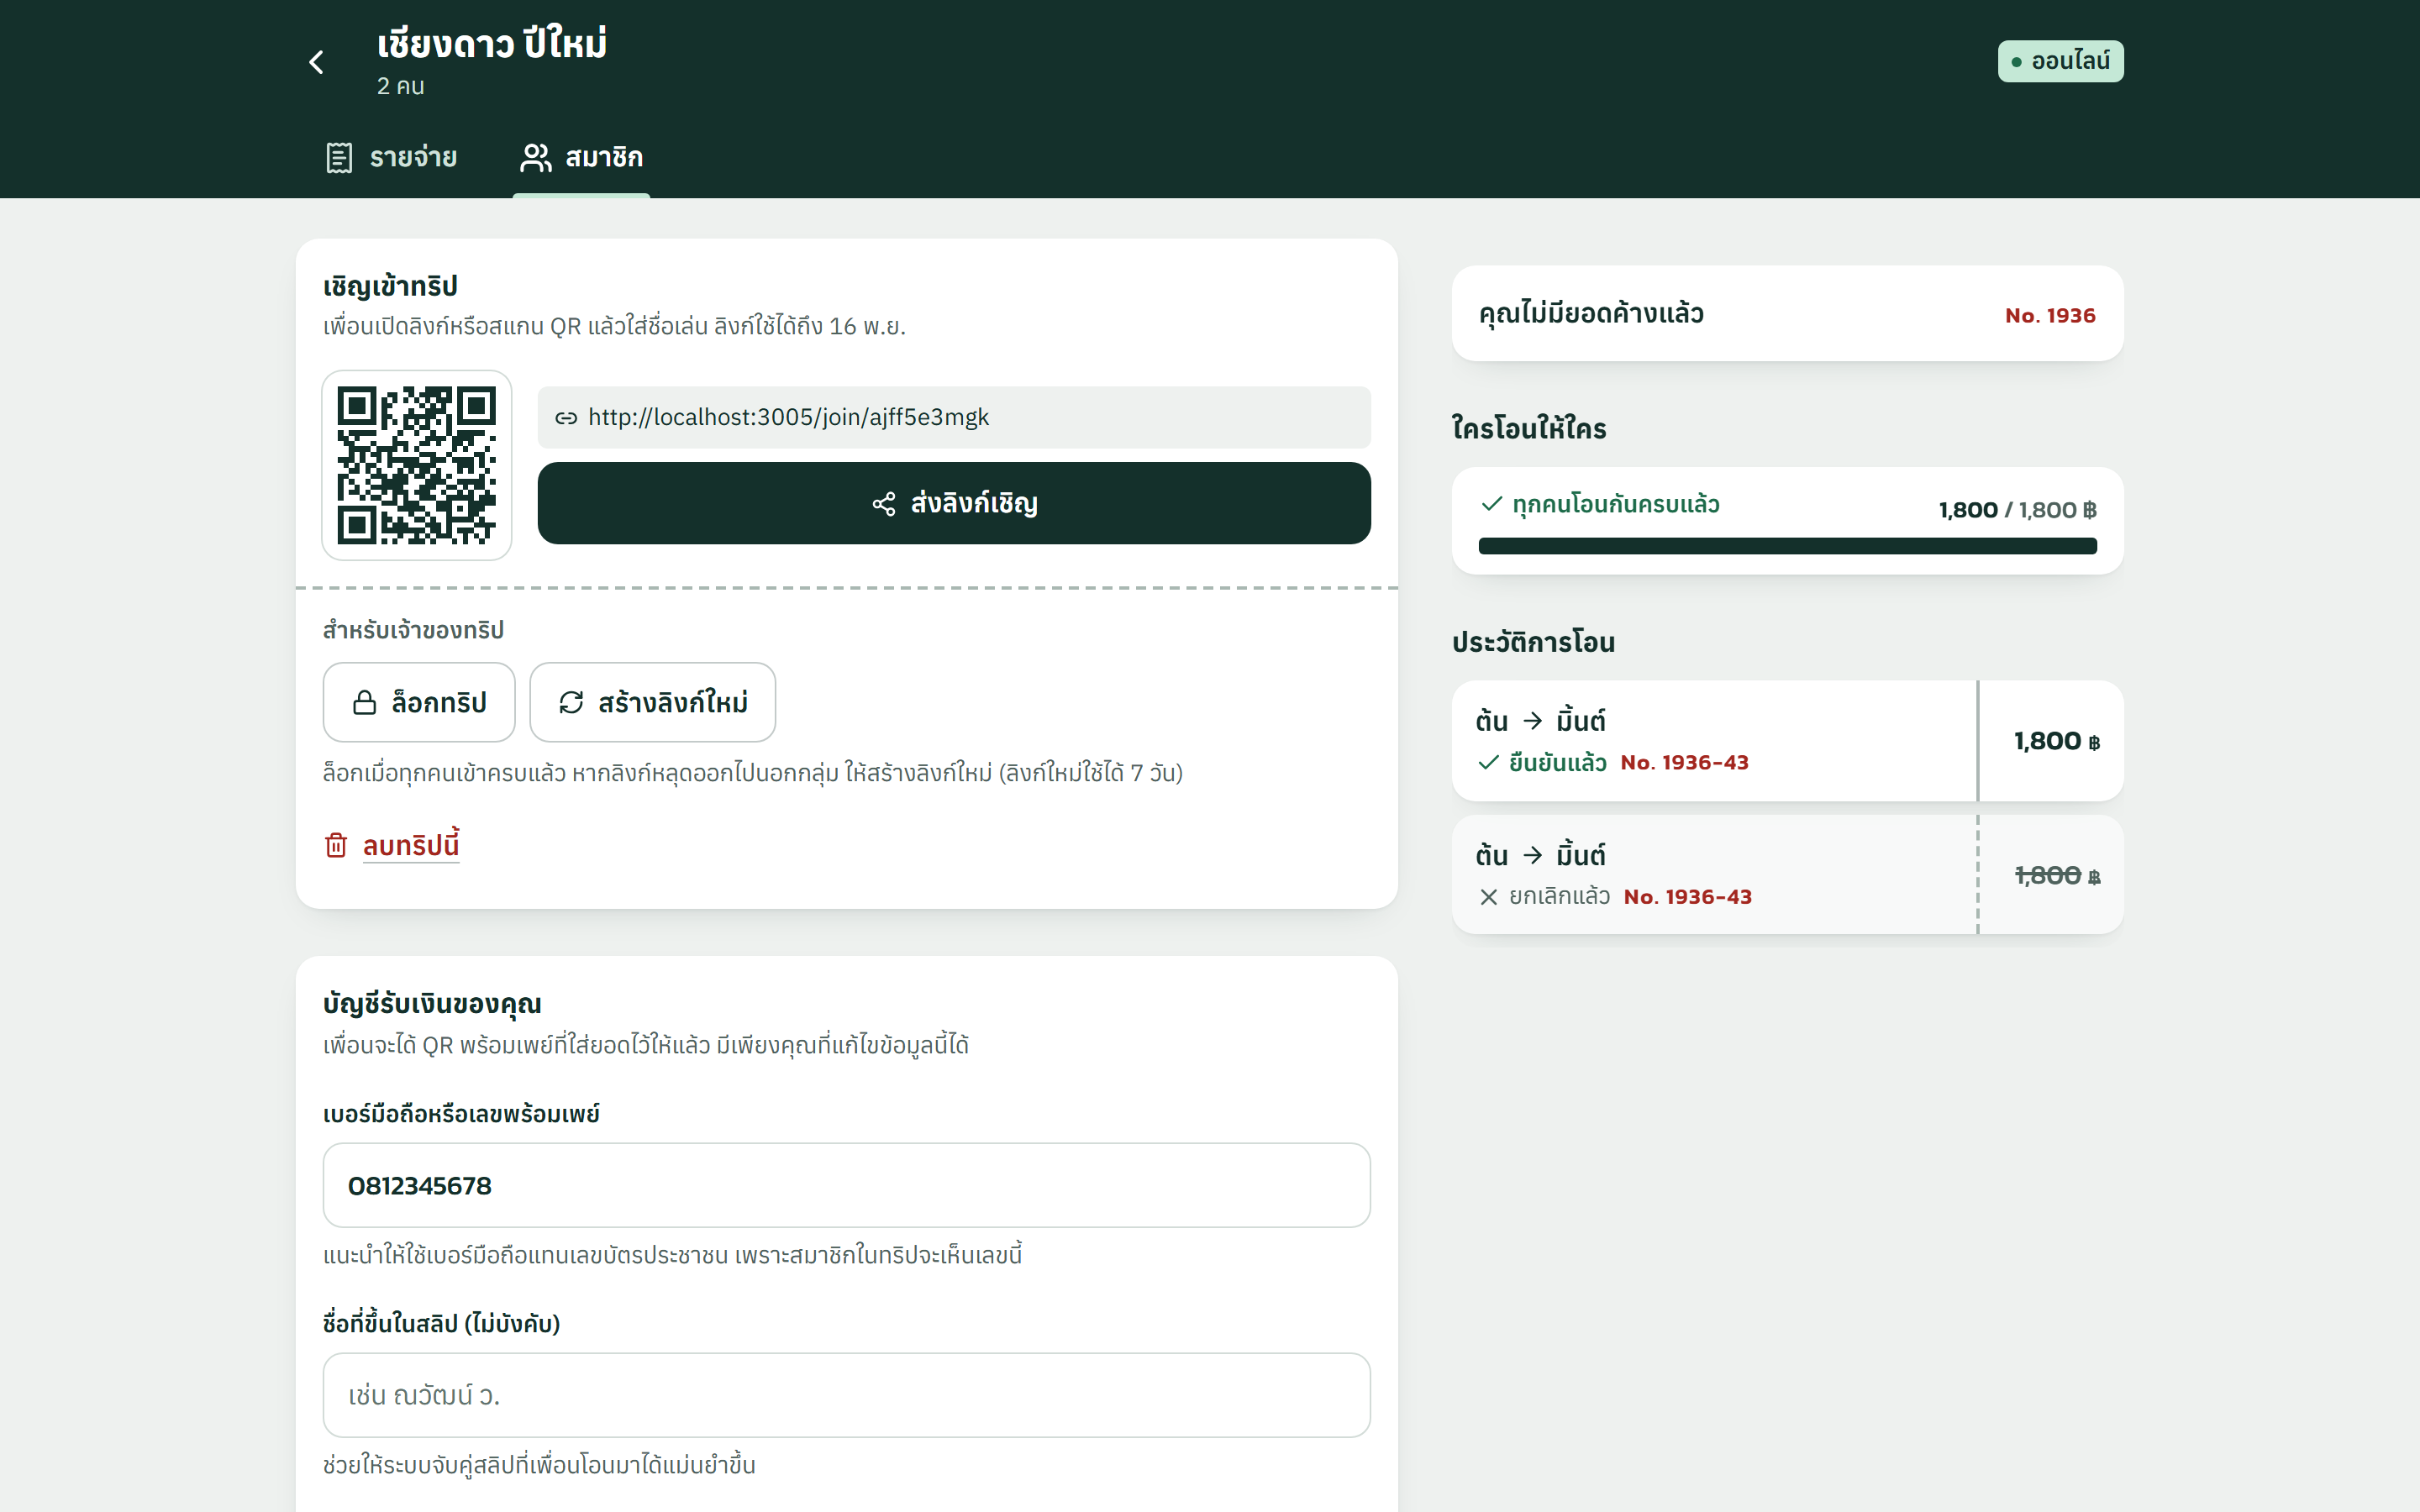 เชียงดาว ปีใหม่
2 คน
ออนไลน์
รายจ่าย
สมาชิก
เชิญเข้าทริป
เพื่อนเปิดลิงก์หรือสแกน QR แล้วใส่ชื่อเล่น ลิงก์ใช้ได้ถึง 16 พ.ย.
http://localhost:3005/join/ajff5e3mgk
ส่งลิงก์เชิญ
สำหรับเจ้าของทริป
ล็อกทริป
สร้างลิงก์ใหม่
ล็อกเมื่อทุกคนเข้าครบแล้ว หากลิงก์หลุดออกไปนอกกลุ่ม ให้สร้างลิงก์ใหม่ (ลิงก์ใหม่ใช้ได้ 7 วัน)
ลบทริปนี้
บัญชีรับเงินของคุณ
เพื่อนจะได้ QR พร้อมเพย์ที่ใส่ยอดไว้ให้แล้ว มีเพียงคุณที่แก้ไขข้อมูลนี้ได้
เบอร์มือถือหรือเลขพร้อมเพย์
0812345678
แนะนำให้ใช้เบอร์มือถือแทนเลขบัตรประชาชน เพราะสมาชิกในทริปจะเห็นเลขนี้
ชื่อที่ขึ้นในสลิป (ไม่บังคับ)
เช่น ณวัฒน์ ว.
ช่วยให้ระบบจับคู่สลิปที่เพื่อนโอนมาได้แม่นยำขึ้น
คุณไม่มียอดค้างแล้ว
No. 1936
ใครโอนให้ใคร
ทุกคนโอนกันครบแล้ว
1,800 / 1,800 ฿
ประวัติการโอน
ต้น → มิ้นต์
ยืนยันแล้ว No. 1936-43
1,800 ฿
ต้น → มิ้นต์
ยกเลิกแล้ว No. 1936-43
1,800 ฿